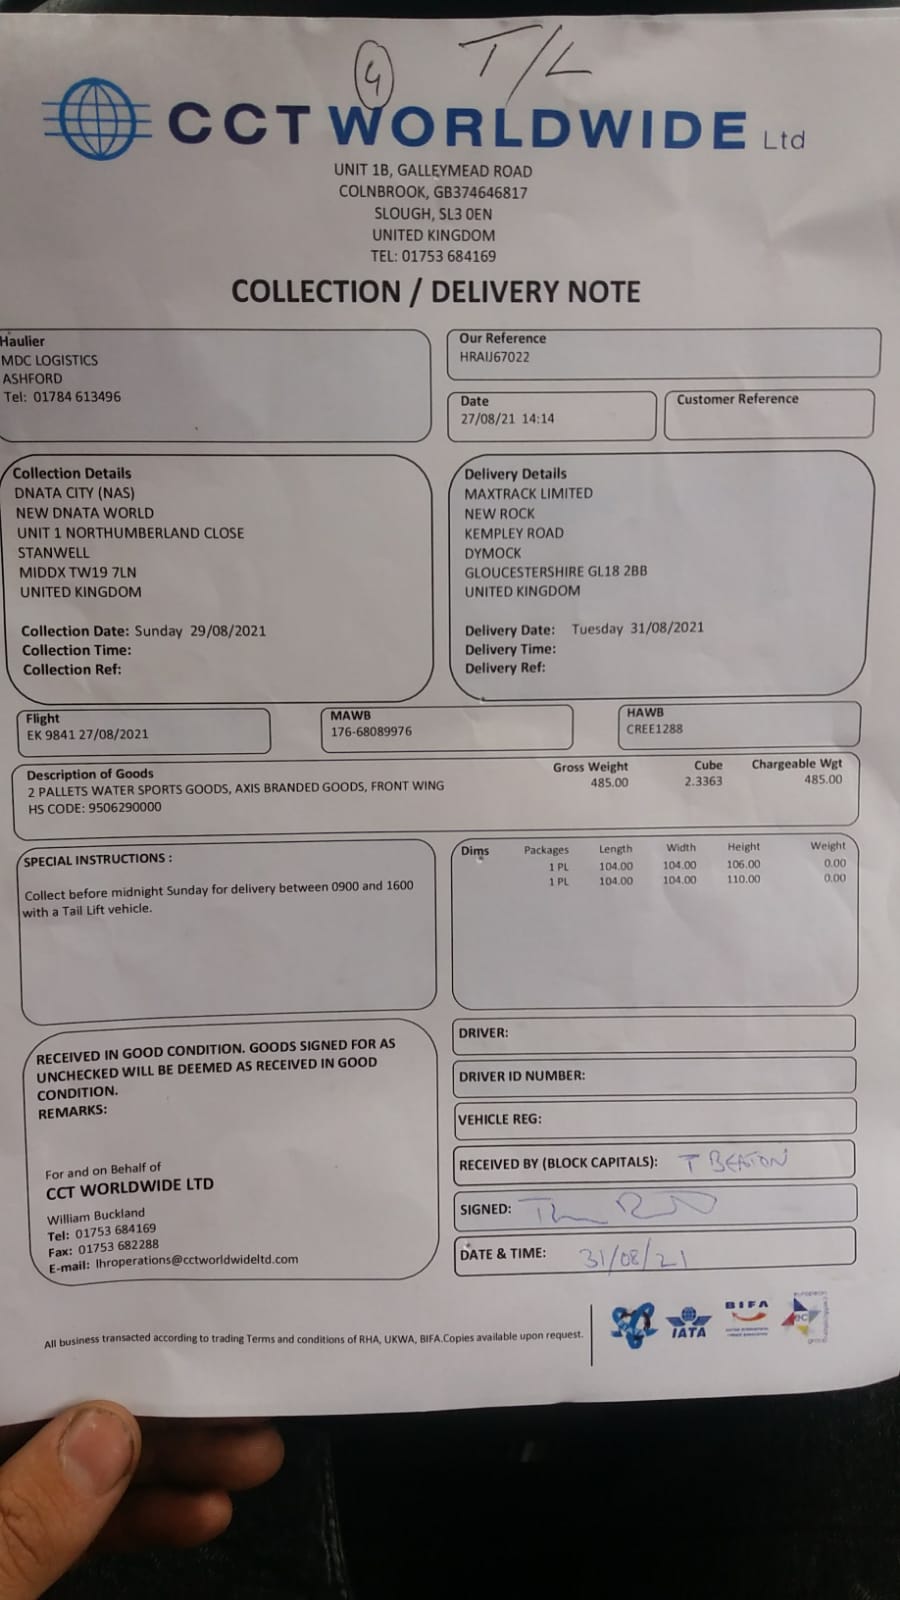 4 T/L
CCT WORLDWIDE Ltd
UNIT 1B, GALLEYMEAD ROAD
COLNBROOK, GB374646817
SLOUGH, SL3 0EN
UNITED KINGDOM
TEL: 01753 684169
COLLECTION / DELIVERY NOTE
Haulier
MDC LOGISTICS
ASHFORD
Tel: 01784 613496
Our Reference
HRAIJ67022
Date
27/08/21 14:14
Customer Reference
Collection Details
DNATA CITY (NAS)
NEW DNATA WORLD
UNIT 1 NORTHUMBERLAND CLOSE
STANWELL
MIDDX TW19 7LN
UNITED KINGDOM
Collection Date: Sunday 29/08/2021
Collection Time:
Collection Ref:
Delivery Details
MAXTRACK LIMITED
NEW ROCK
KEMPLEY ROAD
DYMOCK
GLOUCESTERSHIRE GL18 2BB
UNITED KINGDOM
Delivery Date: Tuesday 31/08/2021
Delivery Time:
Delivery Ref:
Flight
EK 9841 27/08/2021
MAWB
176-68089976
HAWB
CREE1288
Description of Goods Gross Weight Cube Chargeable Wgt
2 PALLETS WATER SPORTS GOODS, AXIS BRANDED GOODS, FRONT WING 485.00 2.3363 485.00
HS CODE: 9506290000
SPECIAL INSTRUCTIONS :
Collect before midnight Sunday for delivery between 0900 and 1600
with a Tail Lift vehicle.
Dims Packages Length Width Height Weight
1 PL 104.00 104.00 106.00 0.00
1 PL 104.00 104.00 110.00 0.00
RECEIVED IN GOOD CONDITION. GOODS SIGNED FOR AS
UNCHECKED WILL BE DEEMED AS RECEIVED IN GOOD
CONDITION.
REMARKS:
For and on Behalf of
CCT WORLDWIDE LTD
William Buckland
Tel: 01753 684169
Fax: 01753 682288
E-mail: lhroperations@cctworldwideltd.com
DRIVER:
DRIVER ID NUMBER:
VEHICLE REG:
RECEIVED BY (BLOCK CAPITALS): T BEATON
SIGNED:
DATE & TIME: 31/08/21
All business transacted according to trading Terms and conditions of RHA, UKWA, BIFA.Copies available upon request.
IATA
BIFA